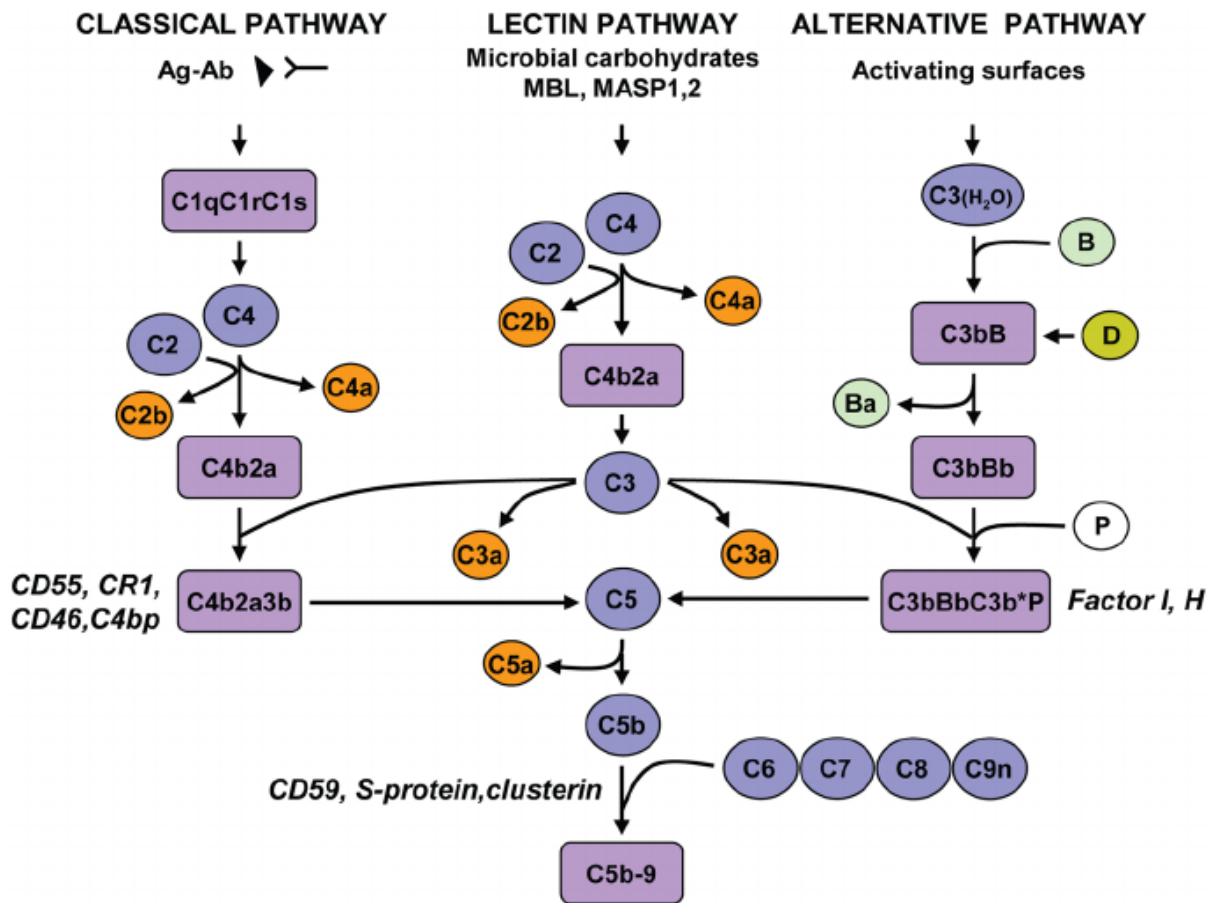 CLASSICAL PATHWAY
Ag-Ab
C1qC1rC1s
C4
C2
C4a
C2b
C4b2a
CD55, CR1,
CD46,C4bp
C4b2a3b
LECTIN PATHWAY
Microbial carbohydrates
MBL, MASP1,2
C4
C2
C4a
C2b
C4b2a
C3
C3a
C3a
C5
C5a
C5b
CD59, S-protein,clusterin
C6
C7
C8
C9n
C5b-9
ALTERNATIVE PATHWAY
Activating surfaces
C3(H₂O)
B
C3bB
D
Ba
C3bBb
P
C3bBbC3b*P
Factor I, H